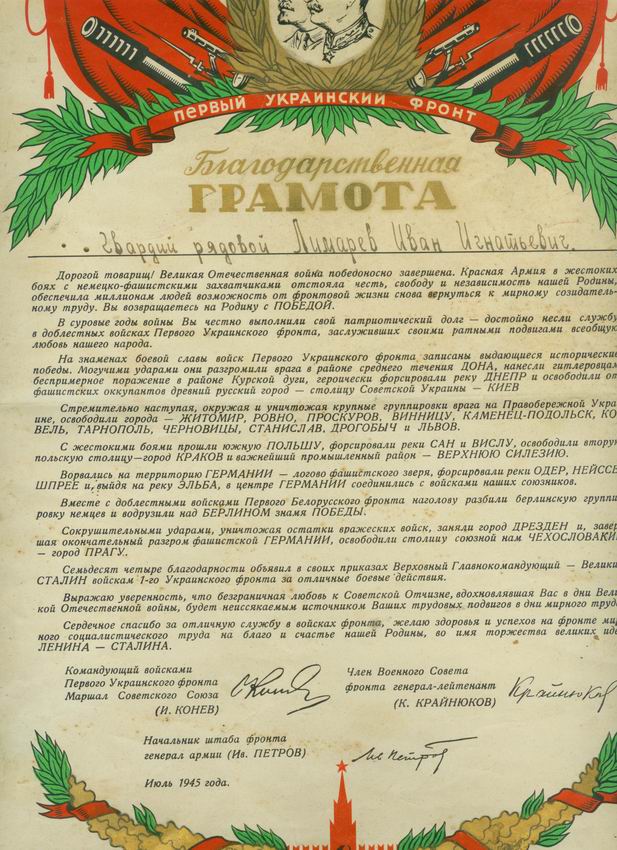 ПЕРВЫЙ УКРАИНСКИЙ ФРОНТ
Благодарственная
ГРАМОТА
Гвардий рядовой Лимарев Иван Игнатьевич.
Дорогой товарищ! Великая Отечественная война победоносно завершена. Красная Армия в жестоких
боях с немецко-фашистскими захватчиками отстояла честь, свободу и независимость нашей Родины,
обеспечила миллионам людей возможность от фронтовой жизни снова вернуться к мирному созидатель-
ному труду. Вы возвращаетесь на Родину с ПОБЕДОЙ.
В суровые годы войны Вы честно выполнили свой патриотический долг — достойно несли службу
в доблестных войсках Первого Украинского фронта, заслуживших своими ратными подвигами всеобщую
любовь нашего народа.
На знаменах боевой славы войск Первого Украинского фронта записаны выдающиеся исторические
победы. Могучими ударами они разгромили врага в районе среднего течения ДОНА, нанесли гитлеровцам
беспримерное поражение в районе Курской дуги, героически форсировали реку ДНЕПР и освободили от
фашистских оккупантов древний русский город — столицу Советской Украины — КИЕВ
Стремительно наступая, окружая и уничтожая крупные группировки врага на Правобережной Укра
ине, освободили города — ЖИТОМИР, РОВНО, ПРОСКУРОВ, ВИННИЦУ, КАМЕНЕЦ-ПОДОЛЬСК, КО
ВЕЛЬ, ТАРНОПОЛЬ, ЧЕРНОВИЦЫ, СТАНИСЛАВ, ДРОГОБЫЧ и ЛЬВОВ.
С жестокими боями прошли южную ПОЛЬШУ, форсировали реки САН и ВИСЛУ, освободили вторую
польскую столицу—город КРАКОВ и важнейший промышленный район — ВЕРХНЮЮ СИЛЕЗИЮ.
Ворвались на территорию ГЕРМАНИИ — логово фашистского зверя, форсировали реки ОДЕР, НЕЙССЕ
ШПРЕЕ и, выйдя на реку ЭЛЬБА, в центре ГЕРМАНИИ соединились с войсками наших союзников.
Вместе с доблестными войсками Первого Белорусского фронта наголову разбили берлинскую группи
ровку немцев и водрузили над БЕРЛИНОМ знамя ПОБЕДЫ.
Сокрушительными ударами, уничтожая остатки вражеских войск, заняли город ДРЕЗДЕН и, завер
шая окончательный разгром фашистской ГЕРМАНИИ, освободили столицу союзной нам ЧЕХОСЛОВАКИ
— город ПРАГУ.
Семьдесят четыре благодарности объявил в своих приказах Верховный Главнокомандующий — Велики
СТАЛИН войскам 1-го Украинского фронта за отличные боевые действия.
Выражаю уверенность, что безграничная любовь к Советской Отчизне, вдохновлявшая Вас в дни Вели
кой Отечественной войны, будет неиссякаемым источником Ваших трудовых подвигов в дни мирного труда
Сердечное спасибо за отличную службу в войсках фронта, желаю здоровья и успехов на фронте мир
ного социалистического труда на благо и счастье нашей Родины, во имя торжества великих иде
ЛЕНИНА — СТАЛИНА.
Командующий войсками
Первого Украинского фронта
Маршал Советского Союза
(И. КОНЕВ)
Член Военного Совета
фронта генерал-лейтенант
(К. КРАЙНЮКОВ)
Крайнюков
Начальник штаба фронта
генерал армии (Ив. ПЕТРОВ)
Ив Петров
Июль 1945 года.